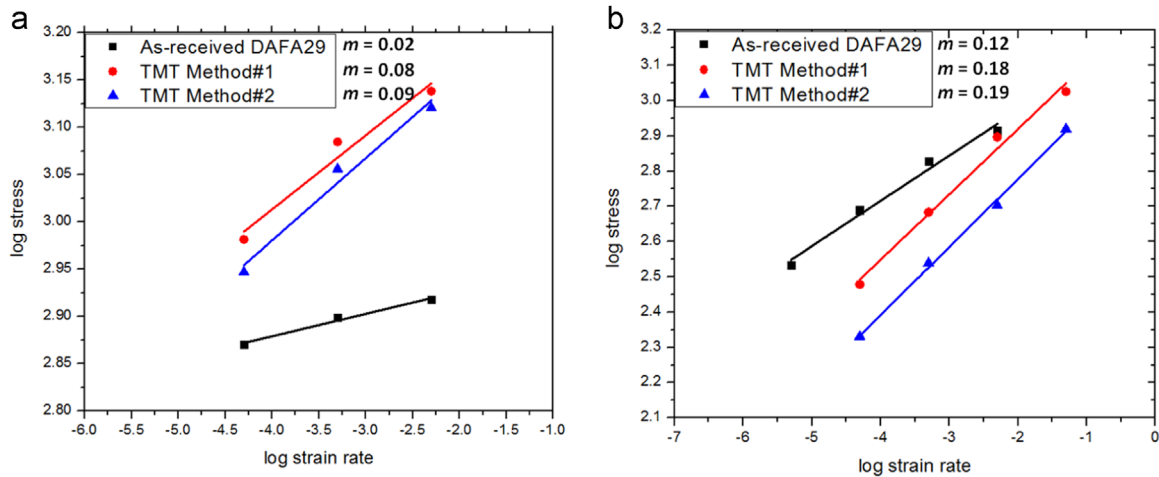 a
3.20
3.15
3.10
3.05
3.00
2.95
2.90
2.85
2.80
log stress
As-received DAFA29 m = 0.02
TMT Method#1 m = 0.08
TMT Method#2 m = 0.09
-6.0 -5.5 -5.0 -4.5 -4.0 -3.5 -3.0 -2.5 -2.0 -1.5 -1.0
log strain rate
b
3.2
3.1
3.0
2.9
2.8
2.7
2.6
2.5
2.4
2.3
2.2
2.1
log stress
As-received DAFA29 m = 0.12
TMT Method#1 m = 0.18
TMT Method#2 m = 0.19
-7 -6 -5 -4 -3 -2 -1 0
log strain rate